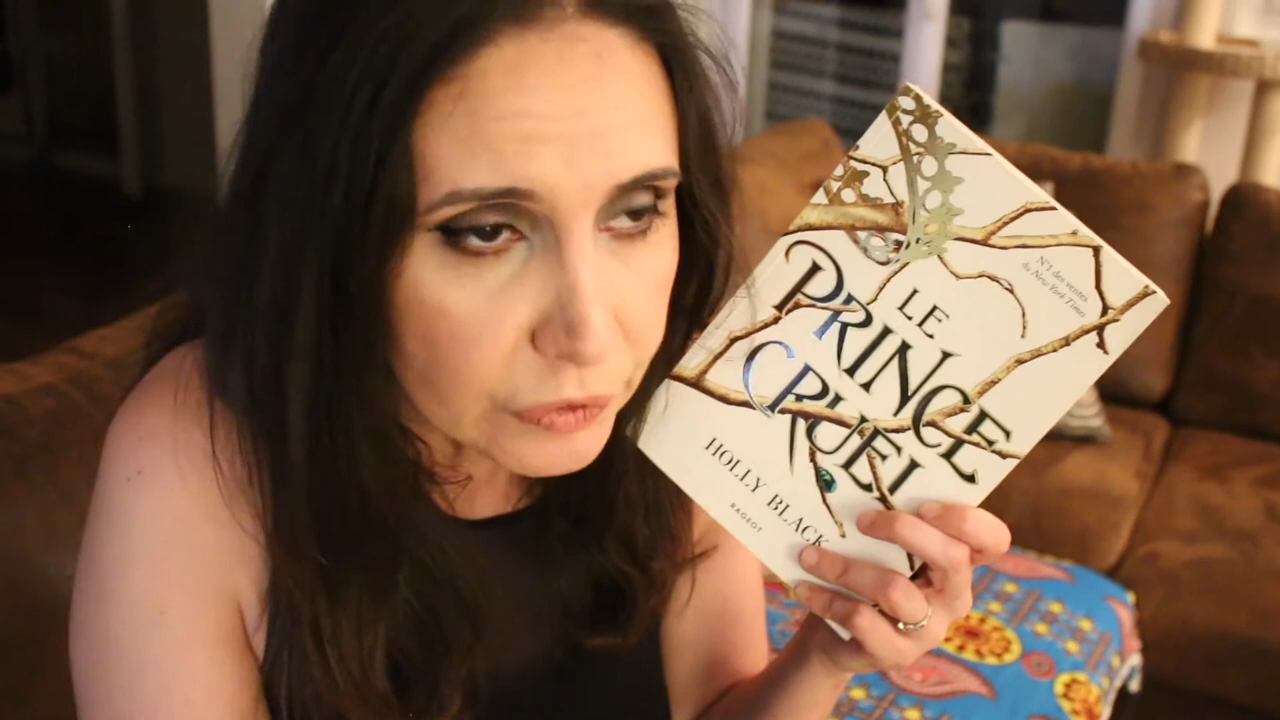 N°1 des ventes
du New York Times
LE
PRINCE
CRUEL
HOLLY BLACK
RAGEOT